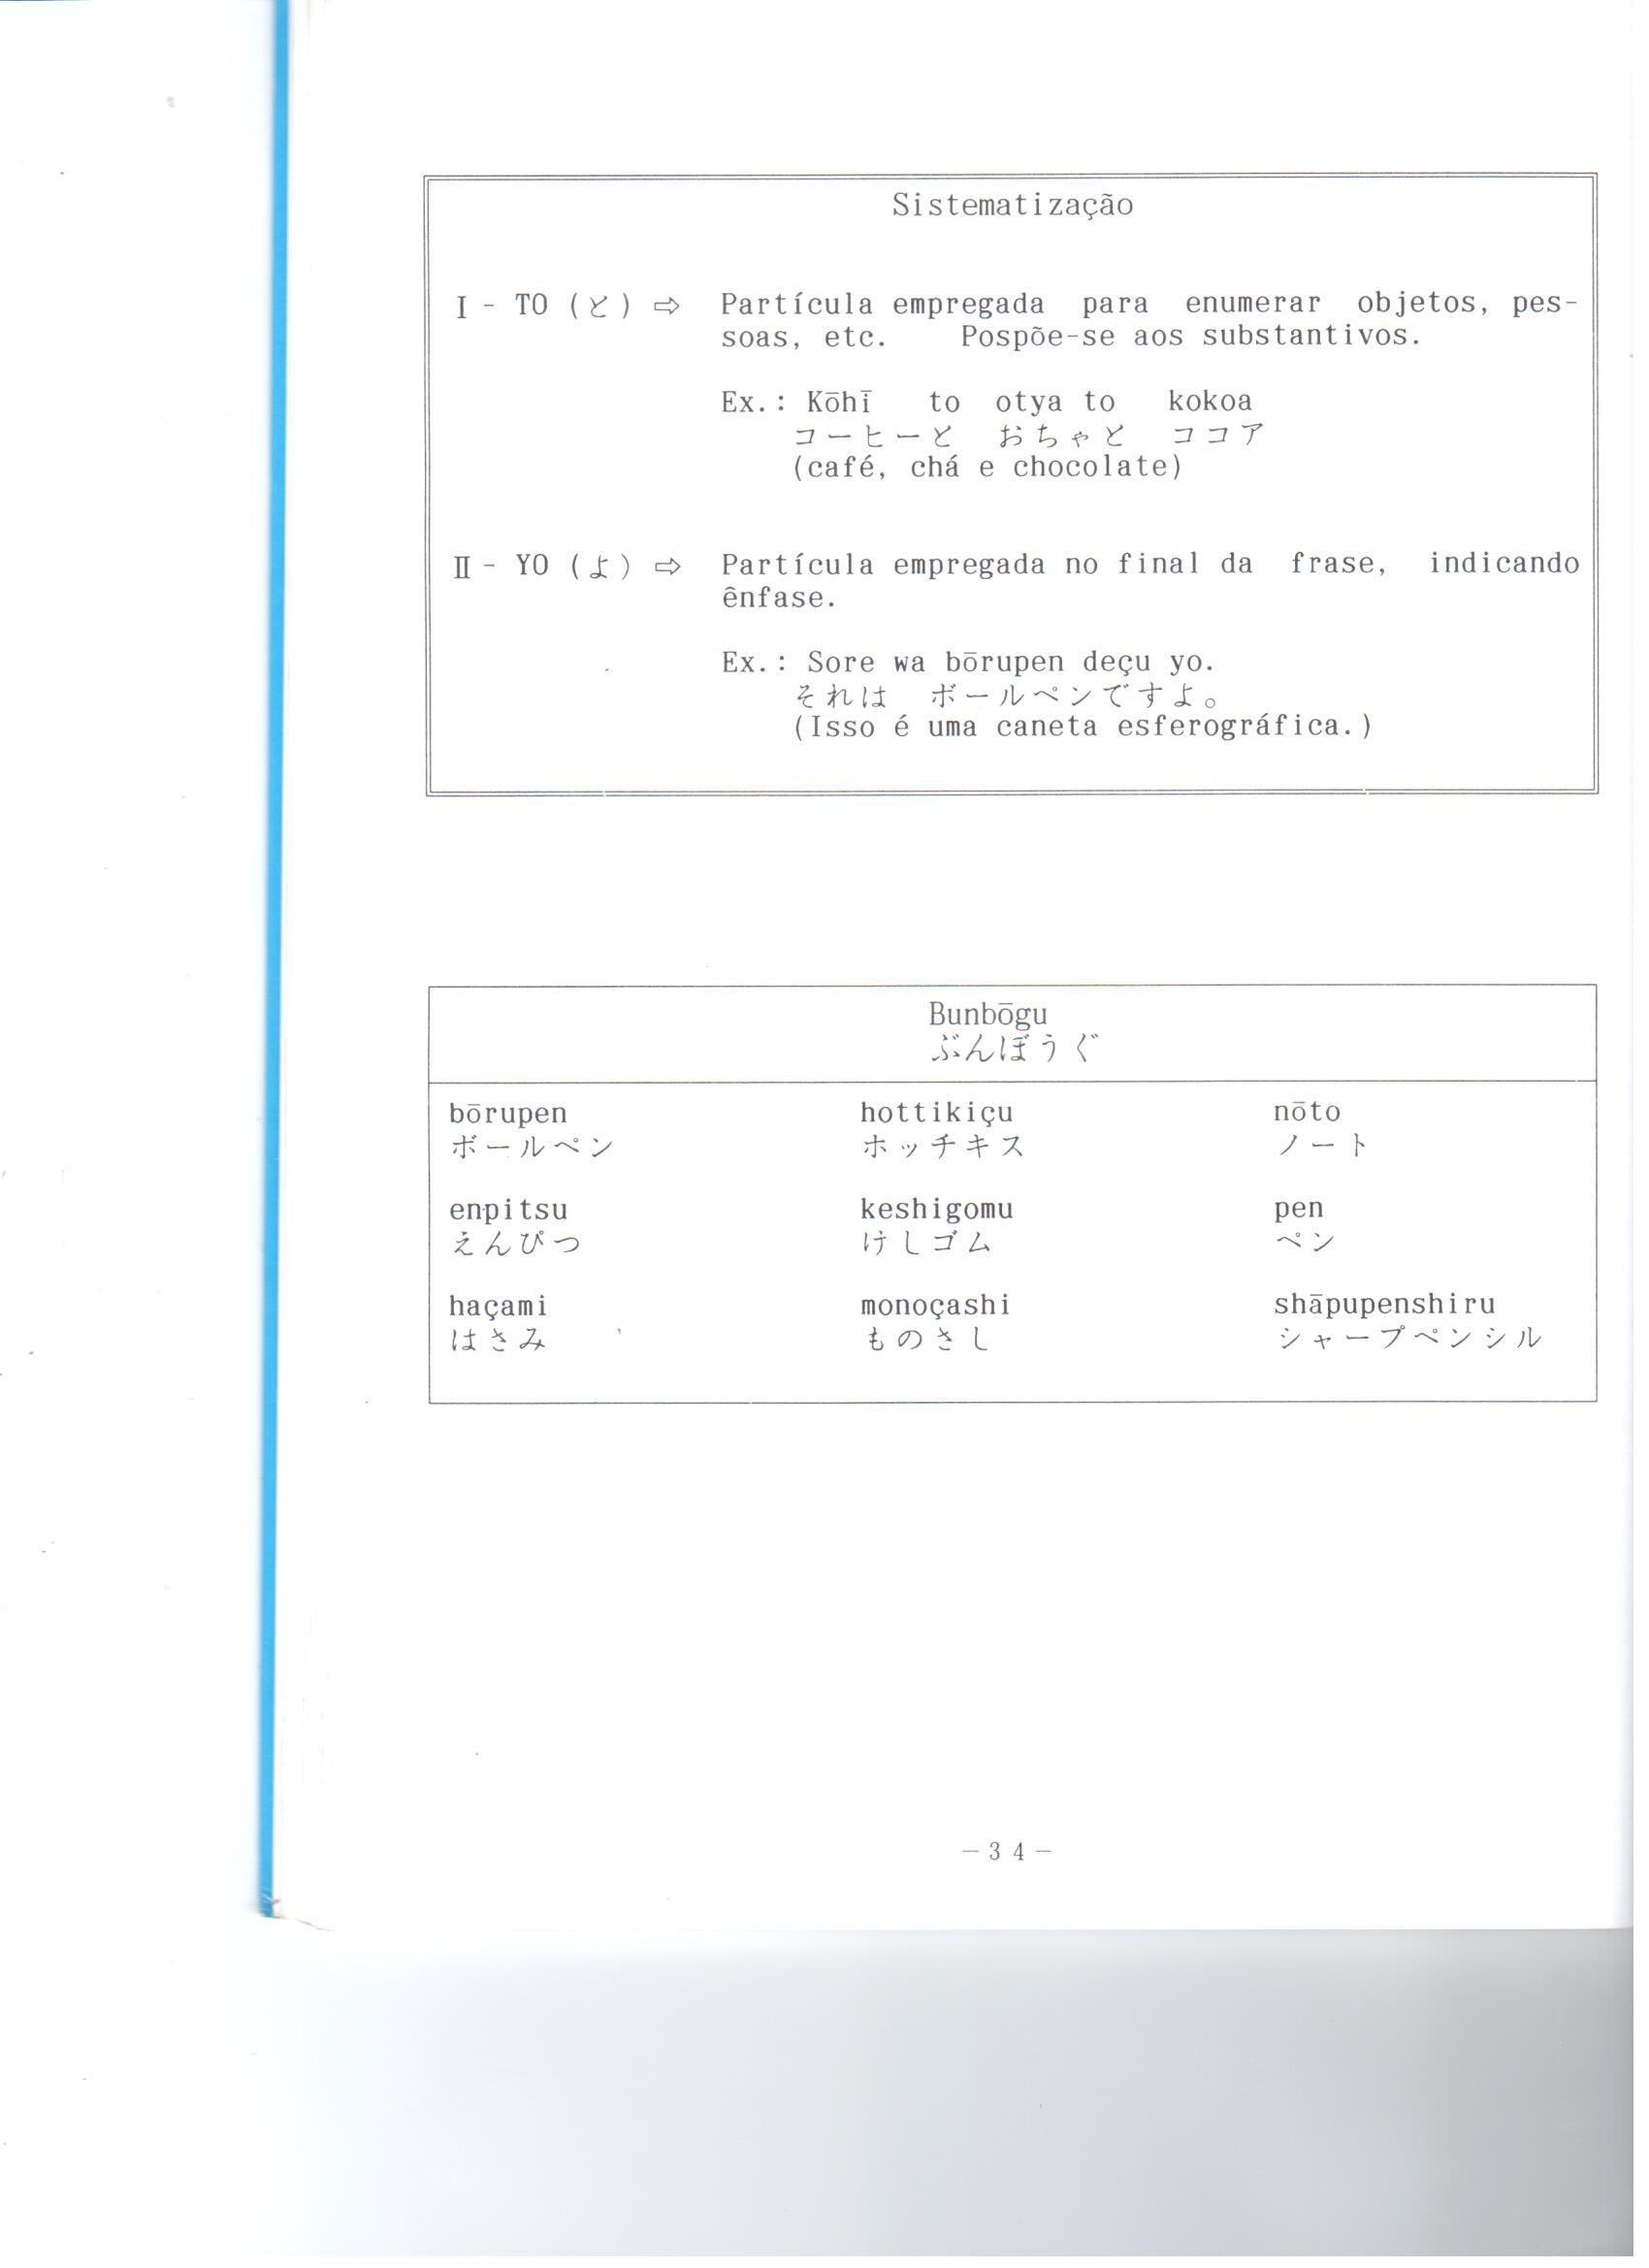 Sistematização
I - TO (と) ⇨ Partícula empregada para enumerar objetos, pes-
soas, etc. Pospõe-se aos substantivos.
Ex.: Kōhī to otya to kokoa
コーヒーと おちゃと ココア
(café, chá e chocolate)
Ⅱ - YO (よ) ⇨ Partícula empregada no final da frase, indicando
ênfase.
Ex.: Sore wa bōrupen deçu yo.
それは ボールペンですよ。
(Isso é uma caneta esferográfica.)
Bunbōgu
ぶんぼうぐ
bōrupen hottikiçu nōto
ボールペン ホッチキス ノート
enpitsu keshigomu pen
えんぴつ けしゴム ペン
haçami monoçashi shāpupenshiru
はさみ ものさし シャープペンシル
－34－